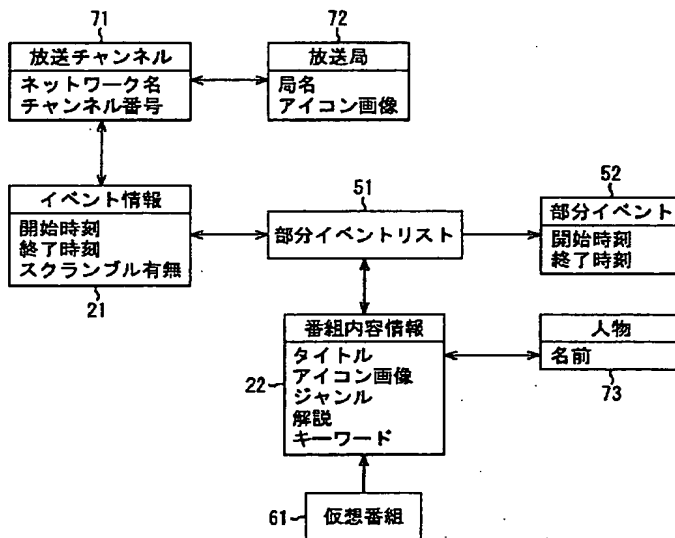 71
放送チャンネル
ネットワーク名
チャンネル番号
72
放送局
局名
アイコン画像
イベント情報
開始時刻
終了時刻
スクランブル有無
21
51
部分イベントリスト
52
部分イベント
開始時刻
終了時刻
番組内容情報
タイトル
アイコン画像
ジャンル
解説
キーワード
22
人物
名前
73
61
仮想番組